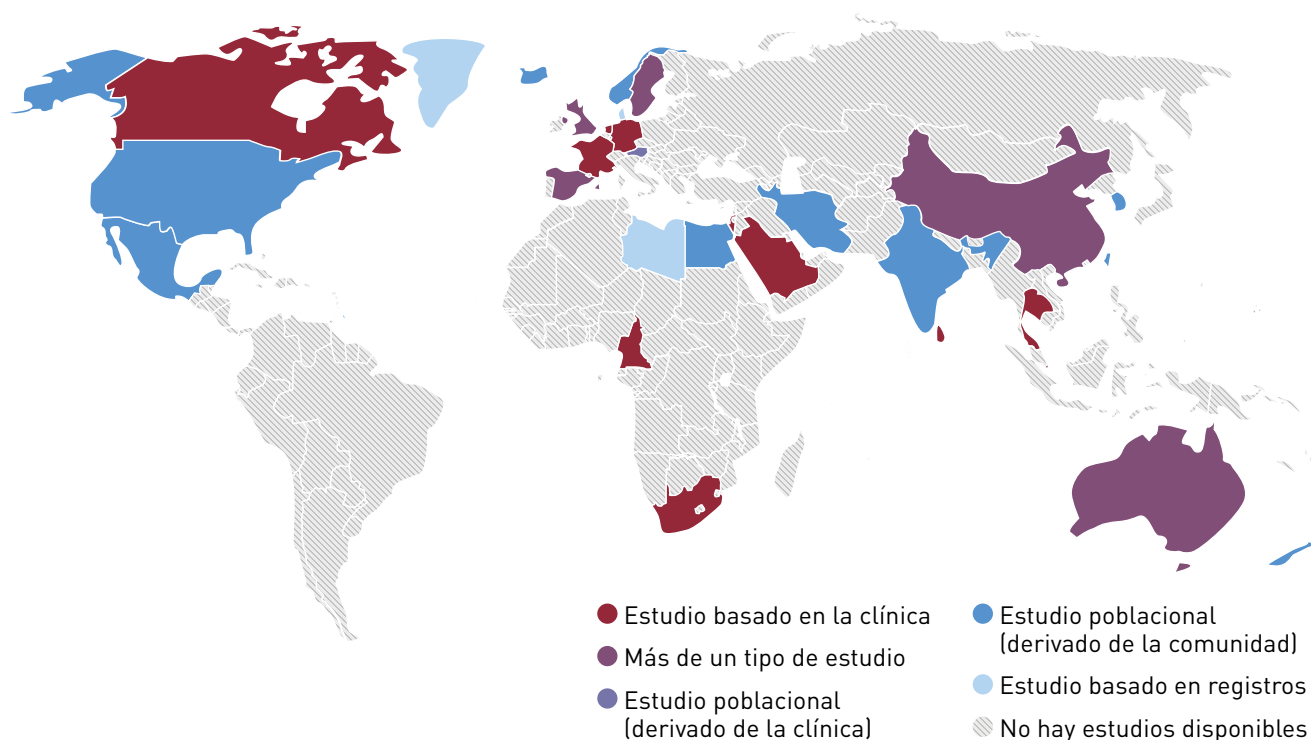 Estudio basado en la clínica
Más de un tipo de estudio
Estudio poblacional
(derivado de la clínica)
Estudio poblacional
(derivado de la comunidad)
Estudio basado en registros
No hay estudios disponibles